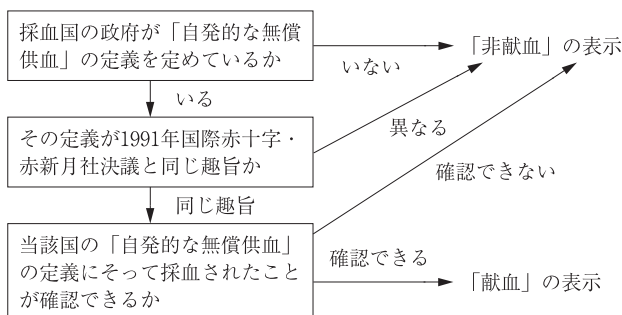 採血国の政府が「自発的な無償
供血」の定義を定めているか
いない
「非献血」の表示
いる
その定義が1991年国際赤十字・
赤新月社決議と同じ趣旨か
異なる
確認できない
同じ趣旨
当該国の「自発的な無償供血」
の定義にそって採血されたこと
が確認できるか
確認できる
「献血」の表示